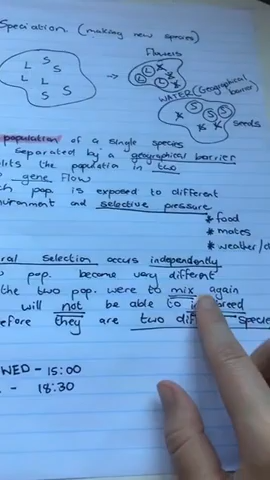 Speciation (making new species)
Flowers
S
L S S
L L S
L L L
WATER (Geographical barrier)
S S S
seeds
population of a single species
separated by a geographical barrier
splits the population in two
gene flow
pop. is exposed to different
environment and selective pressure
* food
* mates
* weather/
selection occurs independently
pop. become very different
the two pop. were to mix again
will not be able to
they are two
WED - 15:00
- 18:30